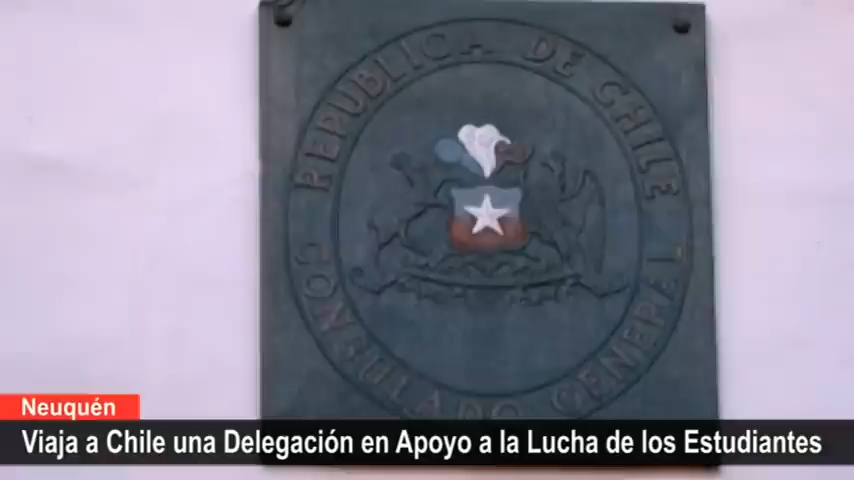 REPUBLICA DE CHILE
CONSULADO GENERAL
Neuquén
Viaja a Chile una Delegación en Apoyo a la Lucha de los Estudiantes